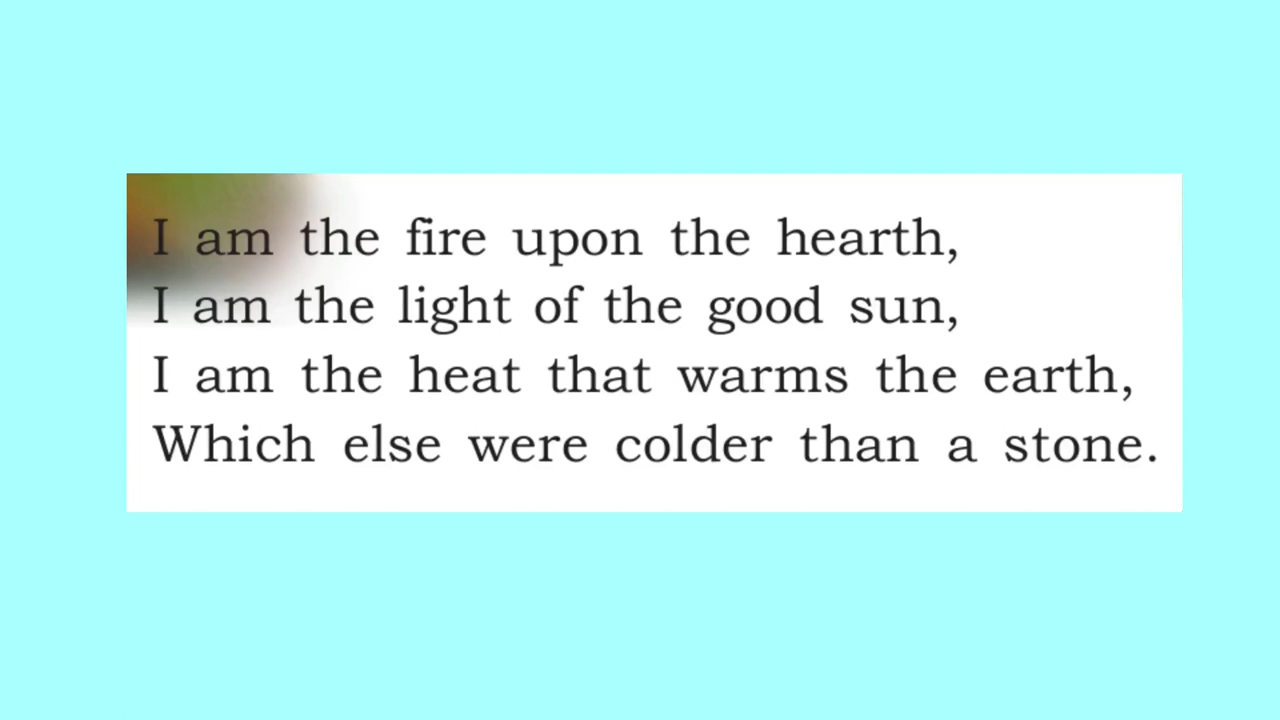 I am the fire upon the hearth,
I am the light of the good sun,
I am the heat that warms the earth,
Which else were colder than a stone.